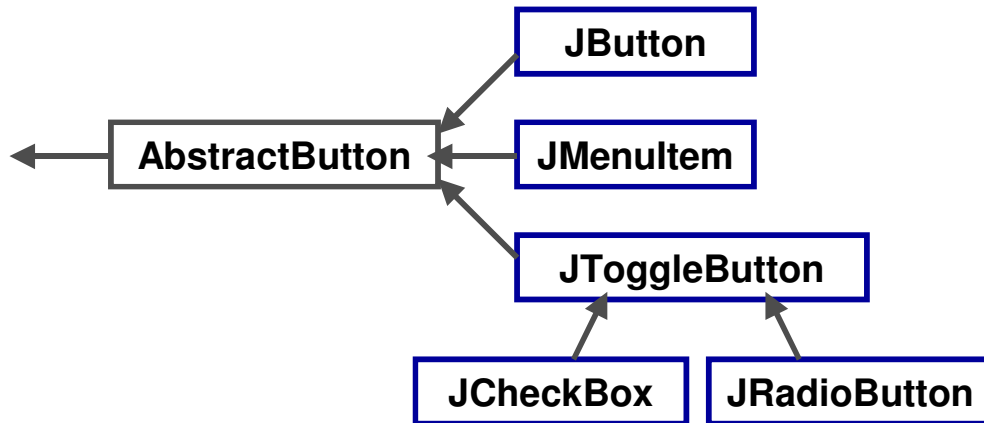 JButton
AbstractButton
JMenuItem
JToggleButton
JCheckBox
JRadioButton